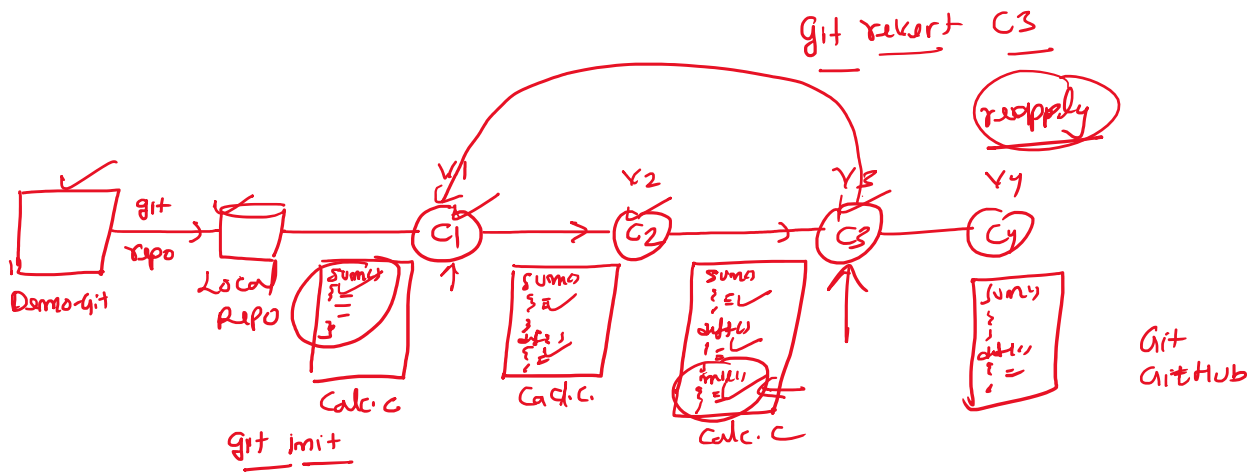 git revert C3
reapply
V1
V2
V3
V4
git
repo
C1
C2
C3
C4
Demo-Git
Local
Repo
sum()
{
}
calc.c
sum()
{
}
diff()
{
Calc.c.
sum()
{
}
diff()
{
mul()
{
}
calc.c
sum()
{
}
diff()
{
Git
GitHub
git init